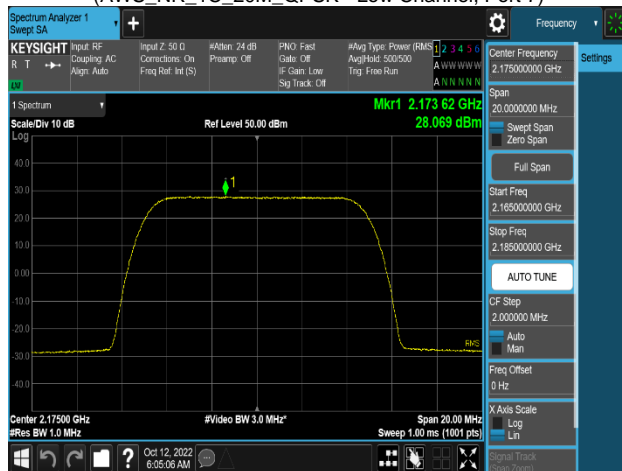 Spectrum Analyzer 1
Swept SA
Frequency
KEYSIGHT
R T
LW
Input: RF
Coupling: AC
Align: Auto
Input Z: 50 Ω
Corrections: On
Freq Ref: Int (S)
#Atten: 24 dB
Preamp: Off
PNO: Fast
Gate: Off
IF Gain: Low
Sig Track: Off
#Avg Type: Power (RMS)
Avg|Hold: 500/500
Trig: Free Run
1 2 3 4 5 6
A W W W W W
A N N N N N
1 Spectrum
Scale/Div 10 dB
Log
Ref Level 50.00 dBm
Mkr1 2.173 62 GHz
28.069 dBm
40.0
30.0
20.0
10.0
0.00
-10.0
-20.0
-30.0
-40.0
1
RMS
Center 2.17500 GHz
#Res BW 1.0 MHz
#Video BW 3.0 MHz*
Span 20.00 MHz
Sweep 1.00 ms (1001 pts)
Center Frequency
2.175000000 GHz
Settings
Span
20.0000000 MHz
Swept Span
Zero Span
Full Span
Start Freq
2.165000000 GHz
Stop Freq
2.185000000 GHz
AUTO TUNE
CF Step
2.000000 MHz
Auto
Man
Freq Offset
0 Hz
X Axis Scale
Log
Lin
Signal Track
(Span Zoom)
?
Oct 12, 2022
6:05:06 AM